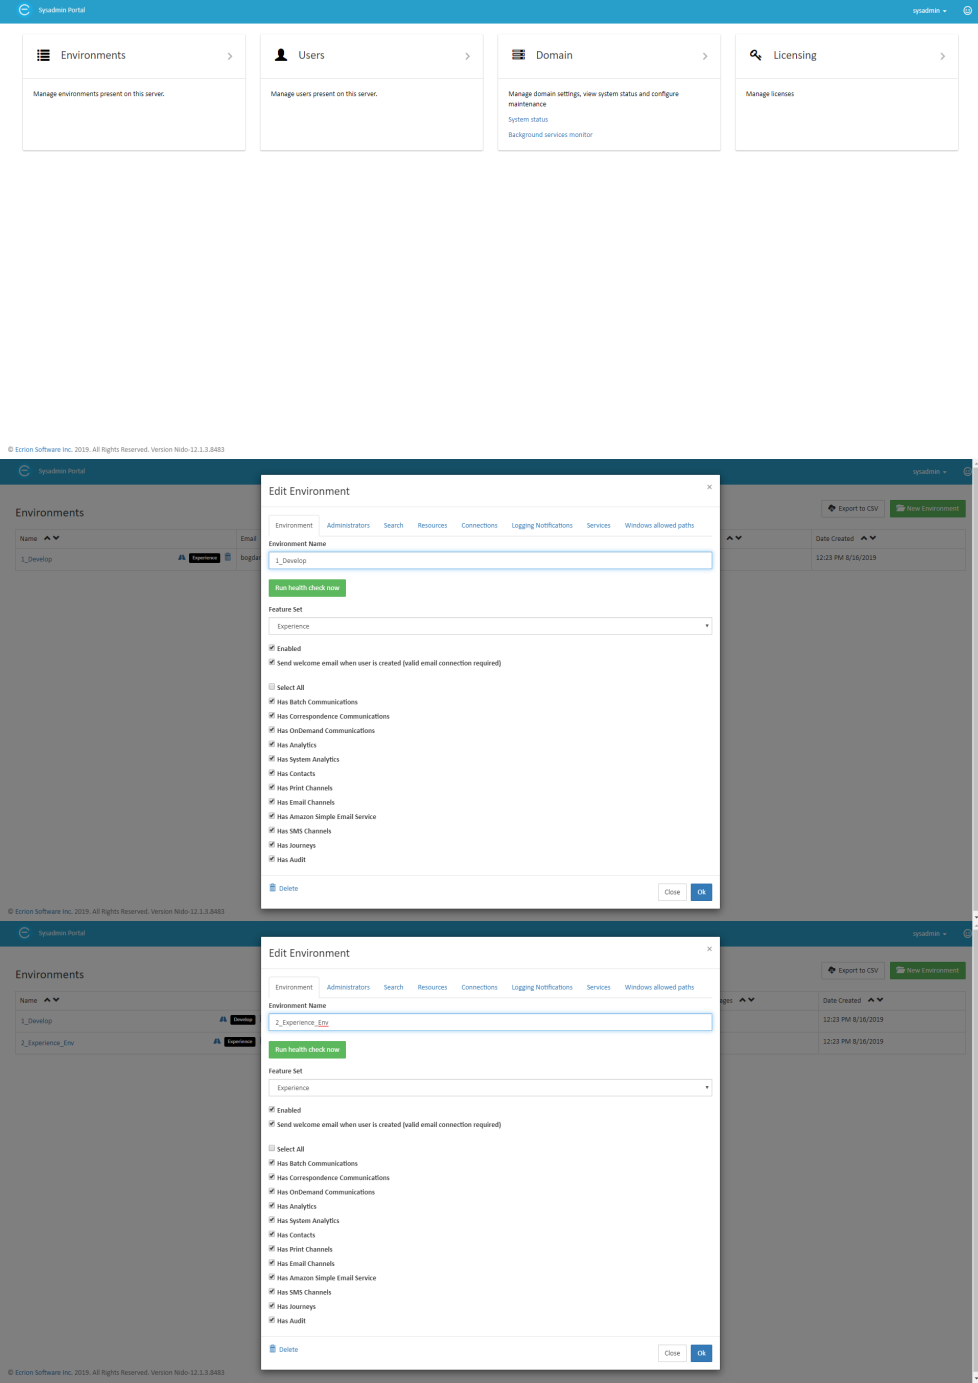 Sysadmin Portal
sysadmin
Environments
Manage environments present on this server.
Users
Manage users present on this server.
Domain
Manage domain settings, view system status and configure
maintenance
System status
Background services monitor
Licensing
Manage licenses
© Ecrion Software Inc. 2019. All Rights Reserved. Version Nido-12.1.3.8483
Sysadmin Portal
sysadmin
Environments
Export to CSV
New Environment
Name
Email
Date Created
1_Develop
Experience
bogdan
12:23 PM 8/16/2019
Edit Environment
×
Environment Administrators Search Resources Connections Logging Notifications Services Windows allowed paths
Environment Name
1_Develop
Run health check now
Feature Set
Experience
Enabled
Send welcome email when user is created (valid email connection required)
Select All
Has Batch Communications
Has Correspondence Communications
Has OnDemand Communications
Has Analytics
Has System Analytics
Has Contacts
Has Print Channels
Has Email Channels
Has Amazon Simple Email Service
Has SMS Channels
Has Journeys
Has Audit
Delete
Close
Ok
© Ecrion Software Inc. 2019. All Rights Reserved. Version Nido-12.1.3.8483
Sysadmin Portal
sysadmin
Environments
Export to CSV
New Environment
Name
ages
Date Created
1_Develop
Develop
12:23 PM 8/16/2019
2_Experience_Env
Experience
12:23 PM 8/16/2019
Edit Environment
×
Environment Administrators Search Resources Connections Logging Notifications Services Windows allowed paths
Environment Name
2_Experience_Env
Run health check now
Feature Set
Experience
Enabled
Send welcome email when user is created (valid email connection required)
Select All
Has Batch Communications
Has Correspondence Communications
Has OnDemand Communications
Has Analytics
Has System Analytics
Has Contacts
Has Print Channels
Has Email Channels
Has Amazon Simple Email Service
Has SMS Channels
Has Journeys
Has Audit
Delete
Close
Ok
© Ecrion Software Inc. 2019. All Rights Reserved. Version Nido-12.1.3.8483